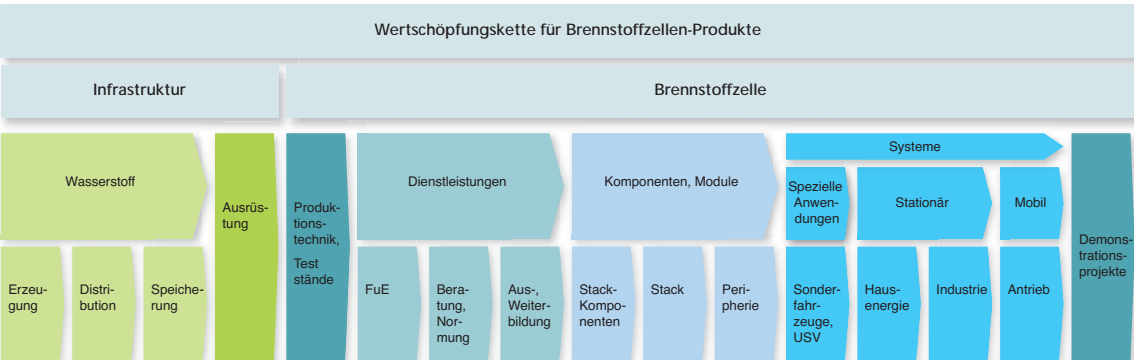 Wertschöpfungskette für Brennstoffzellen-Produkte
Infrastruktur
Brennstoffzelle
Wasserstoff
Ausrüs-
tung
Produk-
tions-
technik,
Test
stände
Dienstleistungen
Komponenten, Module
Systeme
Spezielle
Anwen-
dungen
Stationär
Mobil
Demons-
trations-
projekte
Erzeu-
gung
Distri-
bution
Speiche-
rung
FuE
Bera-
tung,
Nor-
mung
Aus-,
Weiter-
bildung
Stack-
Kompo-
nenten
Stack
Peri-
pherie
Sonder-
fahr-
zeuge,
USV
Haus-
energie
Industrie
Antrieb